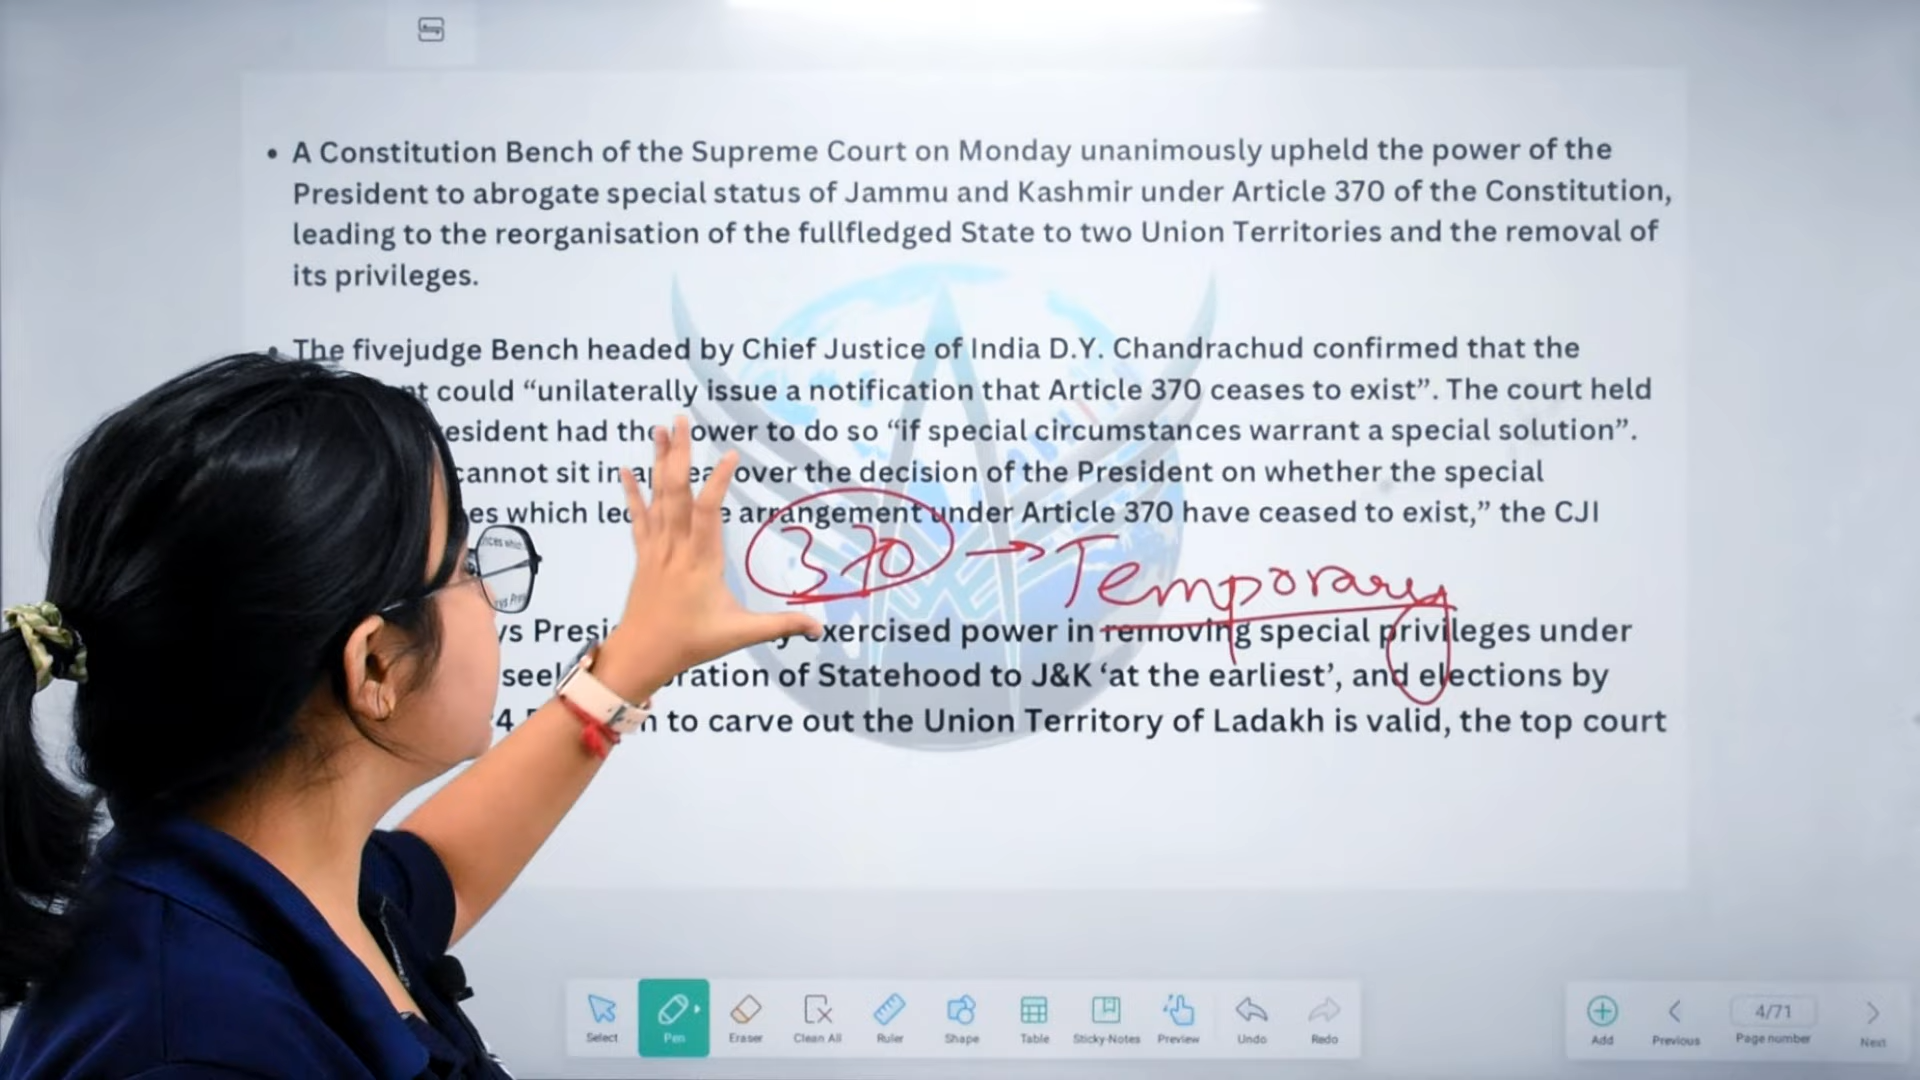 • A Constitution Bench of the Supreme Court on Monday unanimously upheld the power of the
President to abrogate special status of Jammu and Kashmir under Article 370 of the Constitution,
leading to the reorganisation of the fullfledged State to two Union Territories and the removal of
its privileges.
• The fivejudge Bench headed by Chief Justice of India D.Y. Chandrachud confirmed that the
could “unilaterally issue a notification that Article 370 ceases to exist”. The court held
had the power to do so “if special circumstances warrant a special solution”.
cannot sit in over the decision of the President on whether the special
which arrangement under Article 370 have ceased to exist,” the CJI
370 → Temporary
exercised power in removing special privileges under
of Statehood to J&K ‘at the earliest’, and elections by
to carve out the Union Territory of Ladakh is valid, the top court
Select Pen Eraser Clean All Ruler Shape Table Sticky-Notes Preview Undo Redo
Add Previous 4/71 Page number Next